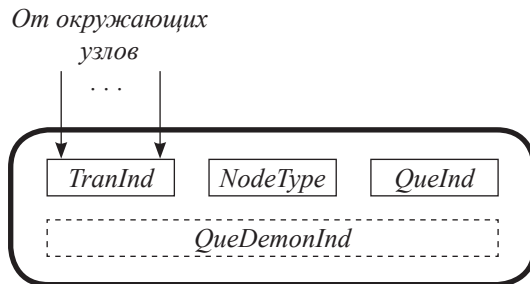 От окружающих
узлов
. . .
TranInd NodeType QueInd
QueDemonInd